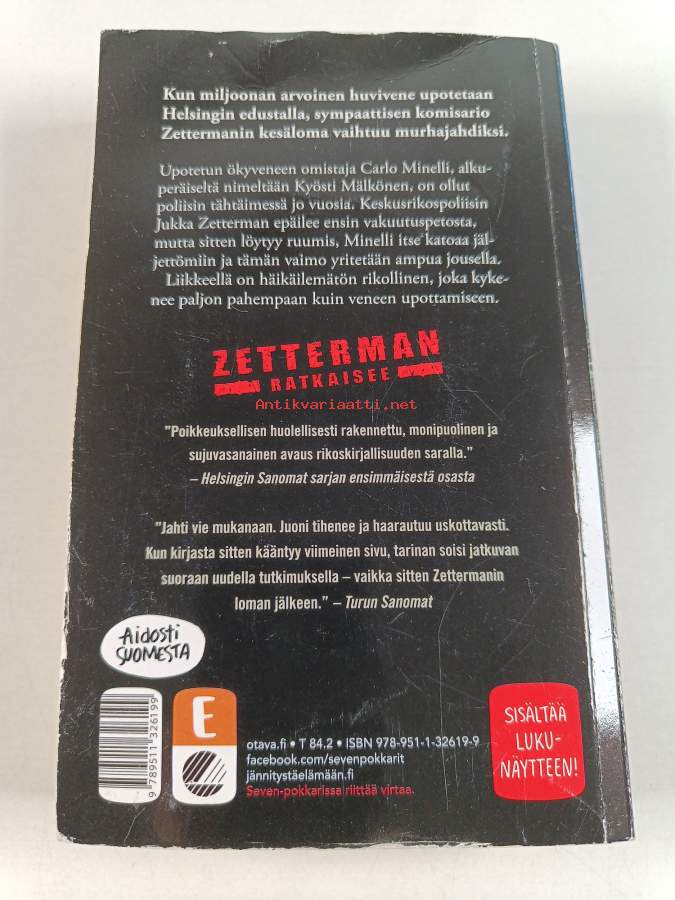 Kun miljoonan arvoinen huvivene upotetaan
Helsingin edustalla, sympaattisen komisario
Zettermanin kesäloma vaihtuu murhajahdiksi.
Upotetun ökyveneen omistaja Carlo Minelli, alku-
peräiseltä nimeltään Kyösti Mälkönen, on ollut
poliisin tähtäimessä jo vuosia. Keskusrikospoliisin
Jukka Zetterman epäilee ensin vakuutuspetosta,
mutta sitten löytyy ruumis, Minelli itse katoaa jäl-
jettömiin ja tämän vaimo yritetään ampua jousella.
Liikkeellä on häikäilemätön rikollinen, joka kyke-
nee paljon pahempaan kuin veneen upottamiseen.
ZETTERMAN
RATKAISEE
Antikvariaatti.net
”Poikkeuksellisen huolellisesti rakennettu, monipuolinen ja
sujuvasanainen avaus rikoskirjallisuuden saralla.”
– Helsingin Sanomat sarjan ensimmäisestä osasta
”Jahti vie mukanaan. Juoni tihenee ja haarautuu uskottavasti.
Kun kirjasta sitten kääntyy viimeinen sivu, tarinan soisi jatkuvan
suoraan uudella tutkimuksella – vaikka sitten Zettermanin
loman jälkeen.” – Turun Sanomat
Aidosti
SUOMESTA
9 789511 326199
E
otava.fi • T 84.2 • ISBN 978-951-1-32619-9
facebook.com/sevenpokkarit
jännitystäelämään.fi
Seven-pokkarissa riittää virtaa.
SISÄLTÄÄ
LUKU-
NÄYTTEEN!